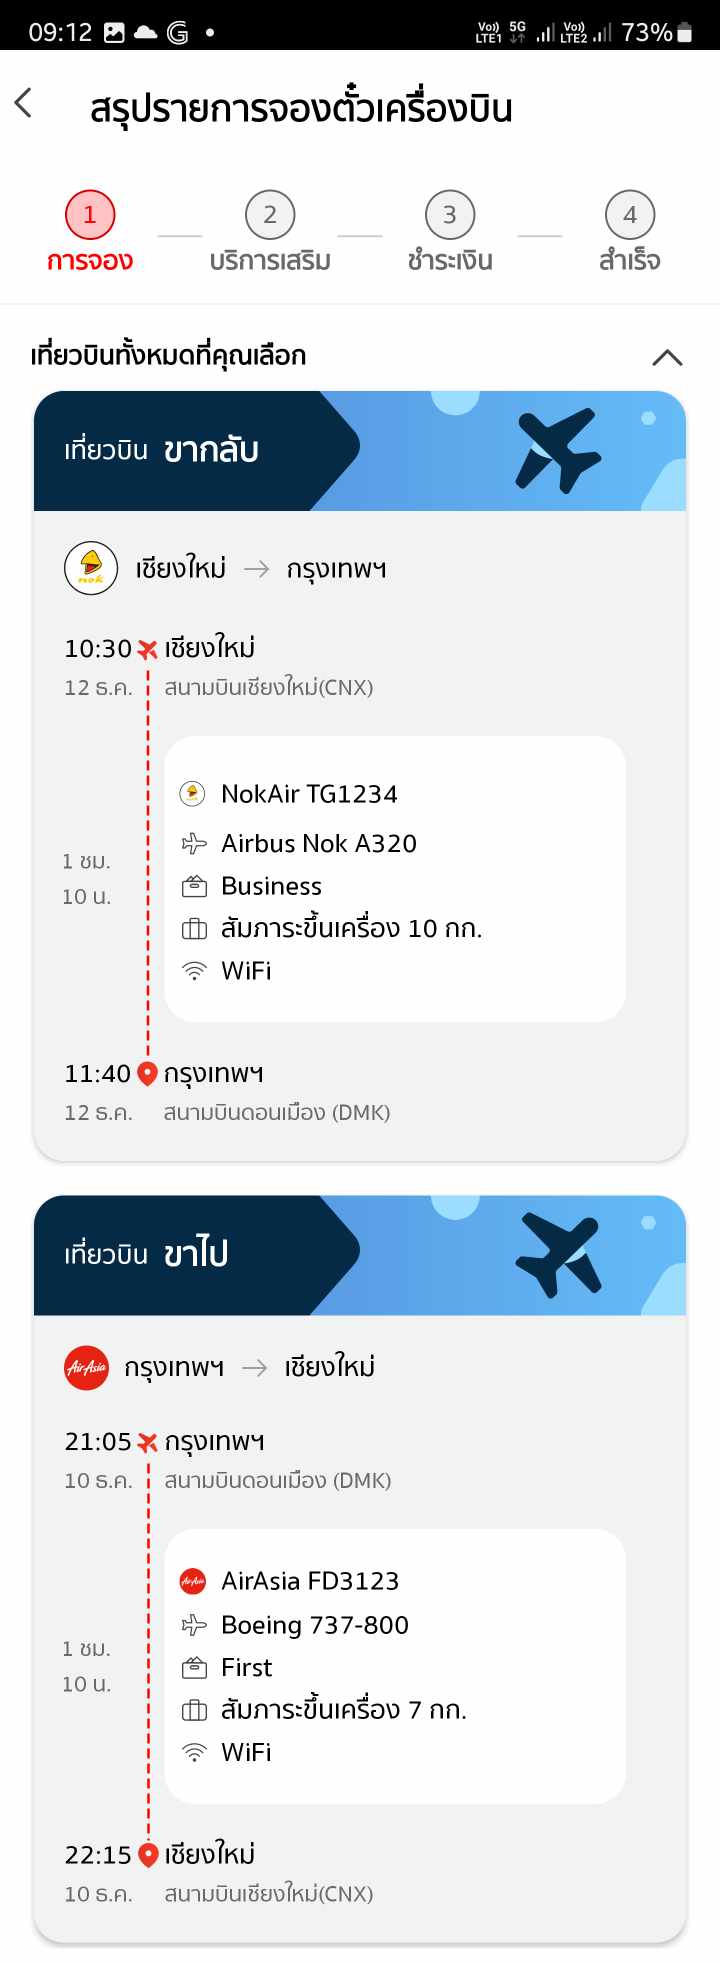 09:12 Vo)) LTE1 5G Vo)) LTE2 73%
สรุปรายการจองตั๋วเครื่องบิน
1 2 3 4
การจอง บริการเสริม ชำระเงิน สำเร็จ
เที่ยวบินทั้งหมดที่คุณเลือก
เที่ยวบิน ขากลับ
nok เชียงใหม่ → กรุงเทพฯ
10:30 เชียงใหม่
12 ธ.ค. สนามบินเชียงใหม่(CNX)
NokAir TG1234
Airbus Nok A320
1 ชม.
10 น.
Business
สัมภาระขึ้นเครื่อง 10 กก.
WiFi
11:40 กรุงเทพฯ
12 ธ.ค. สนามบินดอนเมือง (DMK)
เที่ยวบิน ขาไป
AirAsia กรุงเทพฯ → เชียงใหม่
21:05 กรุงเทพฯ
10 ธ.ค. สนามบินดอนเมือง (DMK)
AirAsia AirAsia FD3123
Boeing 737-800
1 ชม.
10 น.
First
สัมภาระขึ้นเครื่อง 7 กก.
WiFi
22:15 เชียงใหม่
10 ธ.ค. สนามบินเชียงใหม่(CNX)